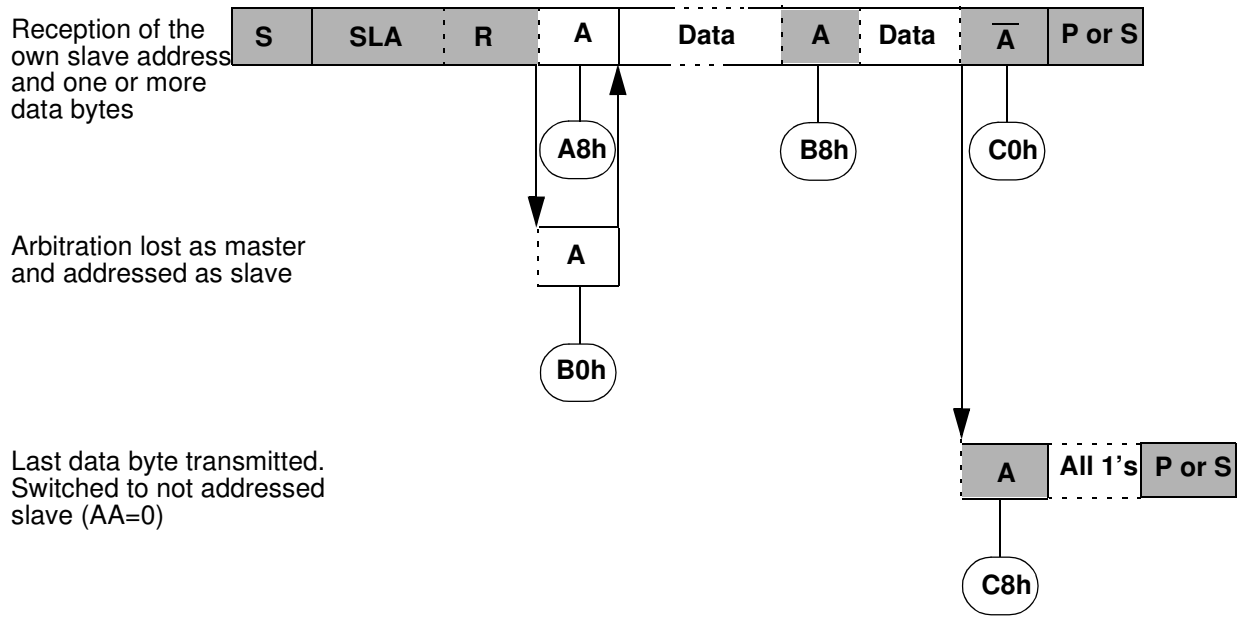 Reception of the
own slave address
and one or more
data bytes
S SLA R A Data A Data A̅ P or S
A8h B8h C0h
Arbitration lost as master
and addressed as slave
A
B0h
Last data byte transmitted.
Switched to not addressed
slave (AA=0)
A All 1's P or S
C8h